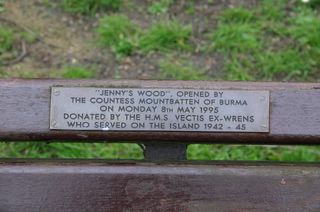 "JENNY'S WOOD", OPENED BY
THE COUNTESS MOUNTBATTEN OF BURMA
ON MONDAY 8TH MAY 1995
DONATED BY THE H.M.S. VECTIS EX-WRENS
WHO SERVED ON THE ISLAND 1942 - 45